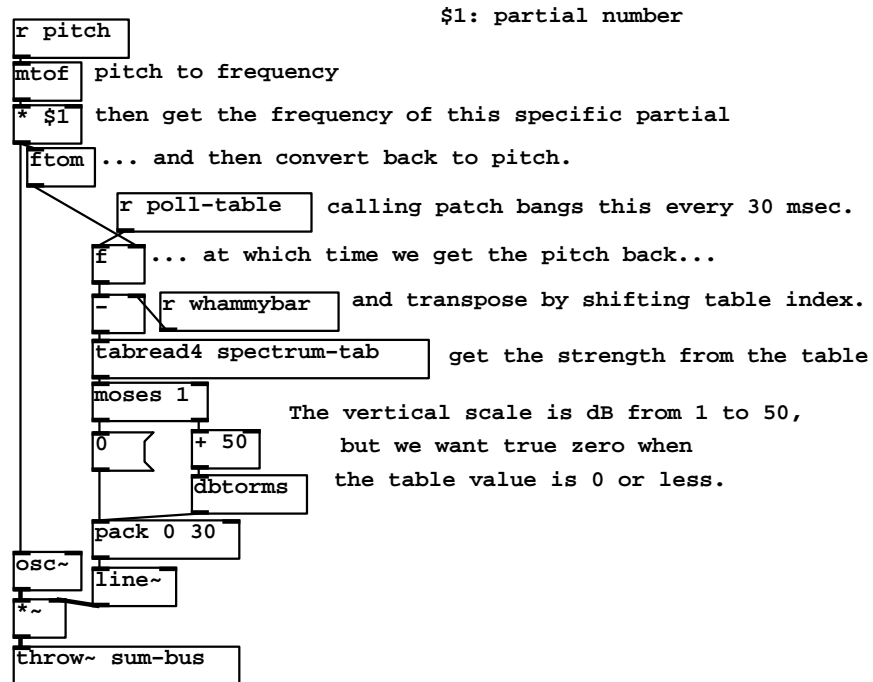 $1: partial number
r pitch
mtof pitch to frequency
* $1 then get the frequency of this specific partial
ftom ... and then convert back to pitch.
r poll-table calling patch bangs this every 30 msec.
f ... at which time we get the pitch back...
- r whammybar and transpose by shifting table index.
tabread4 spectrum-tab get the strength from the table
moses 1
The vertical scale is dB from 1 to 50,
0 + 50 but we want true zero when
dbtorms the table value is 0 or less.
pack 0 30
osc~
line~
*~
throw~ sum-bus